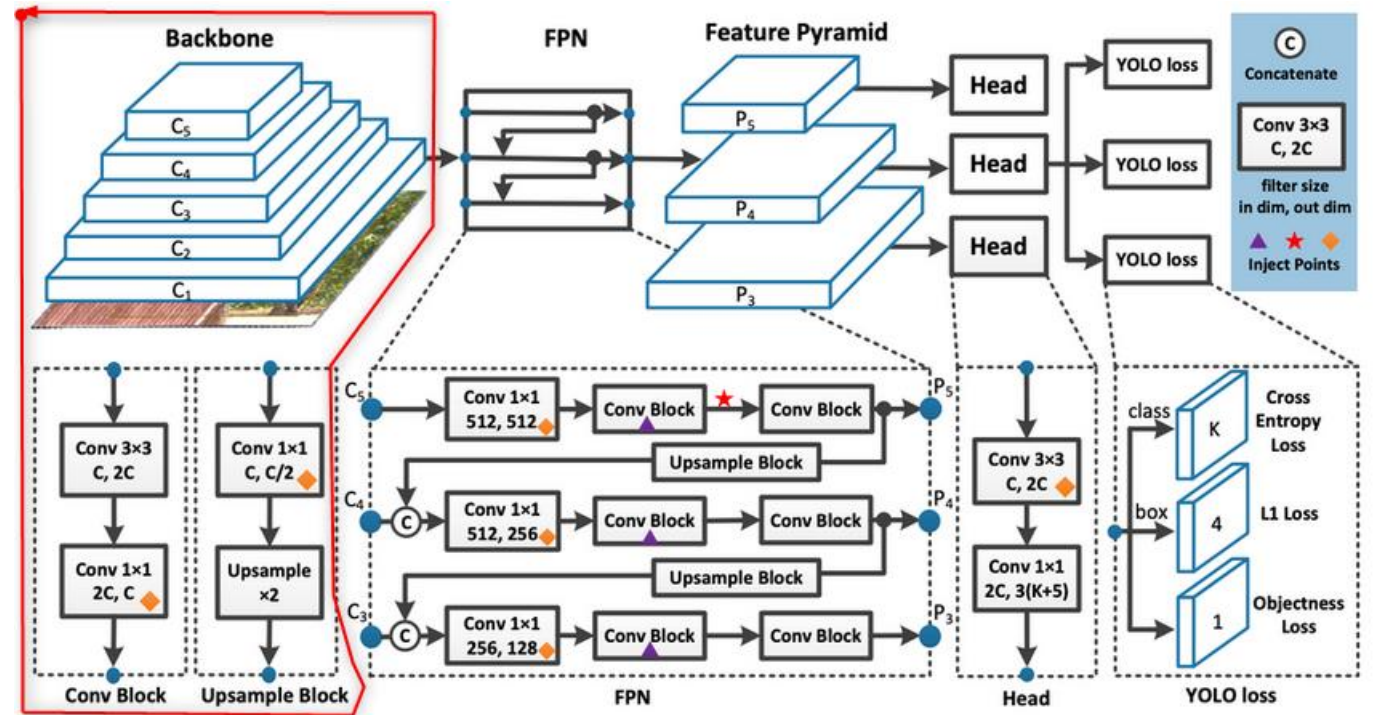 Backbone
FPN
Feature Pyramid
C5
C4
C3
C2
C1
P5
P4
P3
Head
Head
Head
YOLO loss
YOLO loss
YOLO loss
C
Concatenate
Conv 3×3
C, 2C
filter size
in dim, out dim
Inject Points
Conv 3×3
C, 2C
Conv 1×1
2C, C
Conv Block
Conv 1×1
C, C/2
Upsample
×2
Upsample Block
C5
Conv 1×1
512, 512
Conv Block
Conv Block
P5
Upsample Block
C4
C
Conv 1×1
512, 256
Conv Block
Conv Block
P4
Upsample Block
C3
C
Conv 1×1
256, 128
Conv Block
Conv Block
P3
FPN
Conv 3×3
C, 2C
Conv 1×1
2C, 3(K+5)
Head
class
K
Cross
Entropy
Loss
box
4
L1 Loss
1
Objectness
Loss
YOLO loss